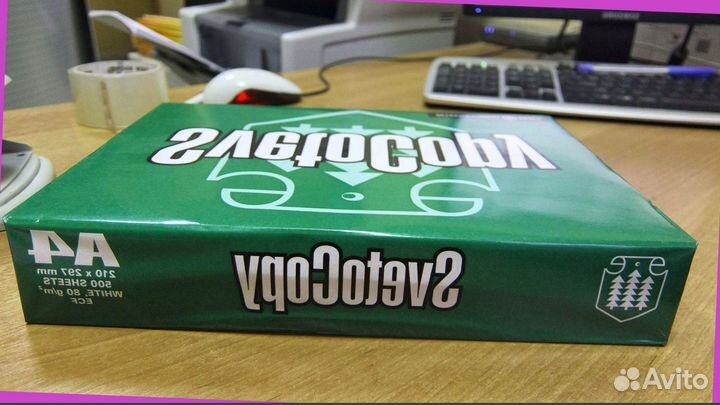 SvetoCopy
SvetoCopy
A4
210 x 297 mm
500 SHEETS
WHITE, 80 g/m²
ECF
Avito